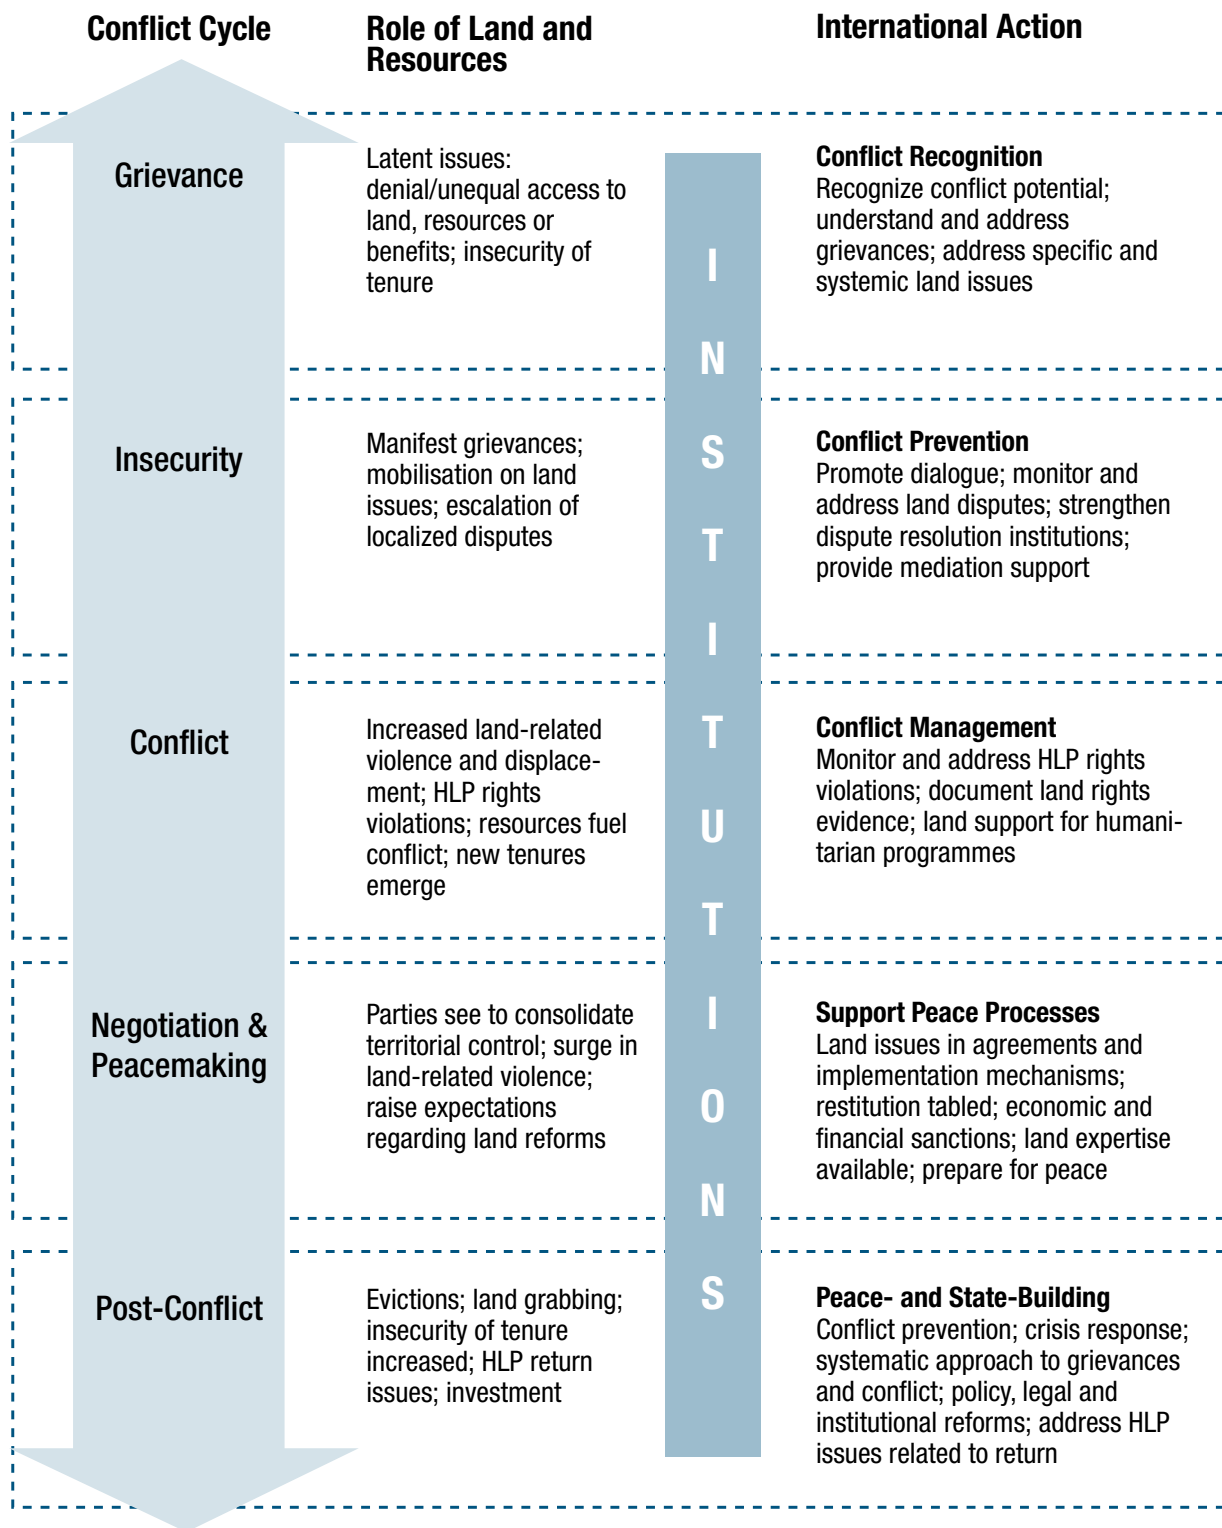 Conflict Cycle
Role of Land and
Resources
International Action
Grievance
Latent issues:
denial/unequal access to
land, resources or
benefits; insecurity of
tenure
Conflict Recognition
Recognize conflict potential;
understand and address
grievances; address specific and
systemic land issues
Insecurity
Manifest grievances;
mobilisation on land
issues; escalation of
localized disputes
Conflict Prevention
Promote dialogue; monitor and
address land disputes; strengthen
dispute resolution institutions;
provide mediation support
Conflict
Increased land-related
violence and displace-
ment; HLP rights
violations; resources fuel
conflict; new tenures
emerge
Conflict Management
Monitor and address HLP rights
violations; document land rights
evidence; land support for humani-
tarian programmes
Negotiation &
Peacemaking
Parties see to consolidate
territorial control; surge in
land-related violence;
raise expectations
regarding land reforms
Support Peace Processes
Land issues in agreements and
implementation mechanisms;
restitution tabled; economic and
financial sanctions; land expertise
available; prepare for peace
Post-Conflict
Evictions; land grabbing;
insecurity of tenure
increased; HLP return
issues; investment
Peace- and State-Building
Conflict prevention; crisis response;
systematic approach to grievances
and conflict; policy, legal and
institutional reforms; address HLP
issues related to return
INSTITUTIONS